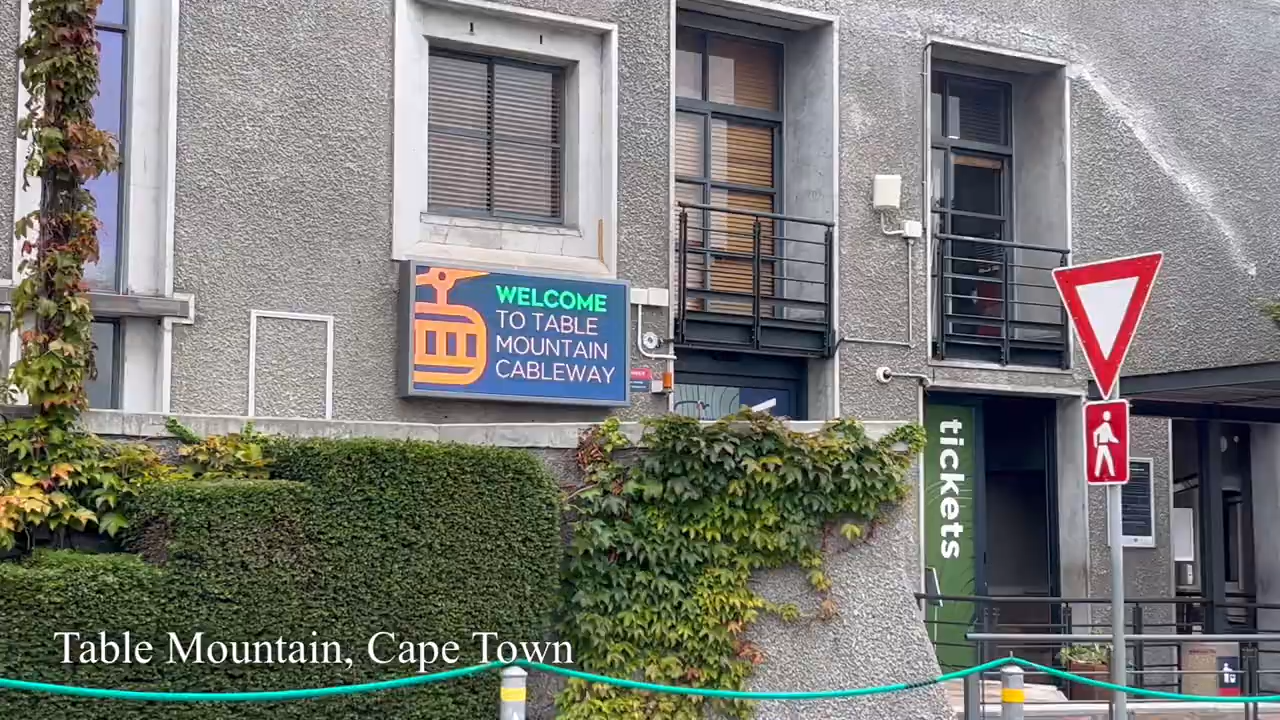 WELCOME
TO TABLE
MOUNTAIN
CABLEWAY
tickets
Table Mountain, Cape Town